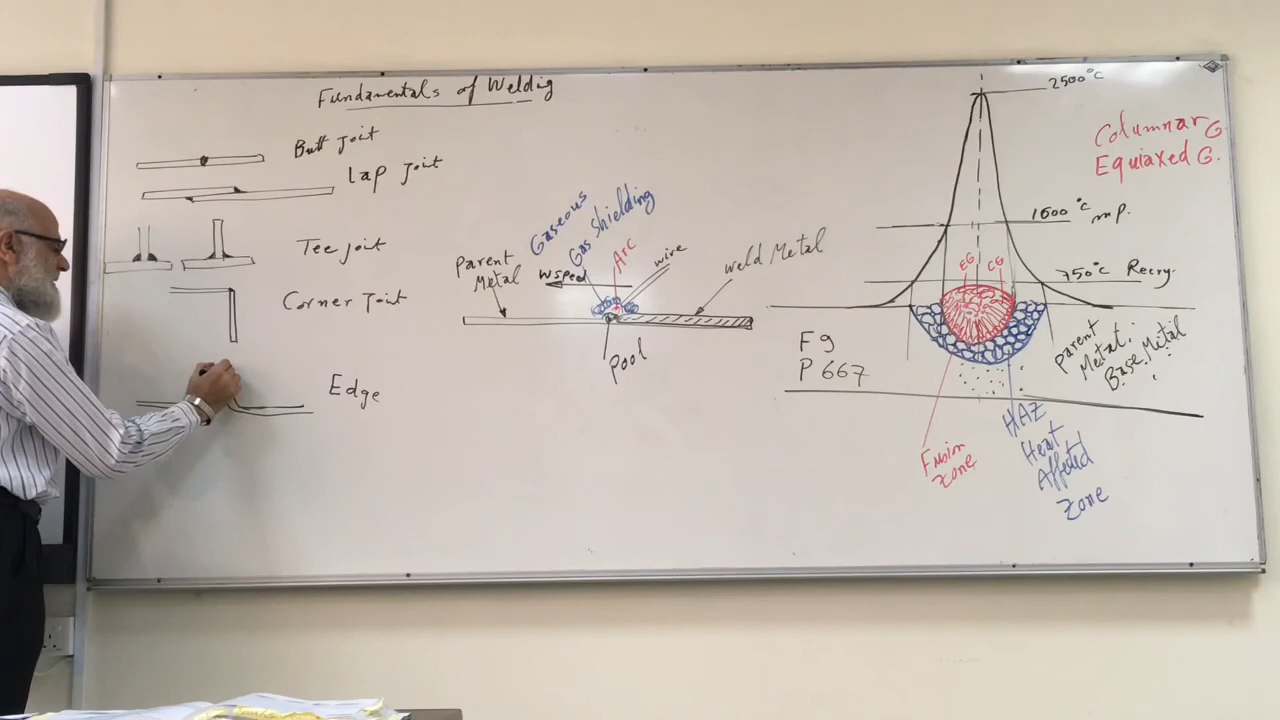 Fundamentals of Weldig
Butt Joit
Lap Joit
Tee Joit
Corner Joit
Edge
Gaseous
Gas Shielding
Arc
wire
Wspeed
Parent
Metal
weld Metal
Pool
2500°C
Columnar G.
Equiaxed G.
1600°C m.p.
750°C Recry.
EG
CG
F 9
P 667
Parent
Metal;
Base Metal
Fusion
Zone
HAZ
Heat
Affected
Zone